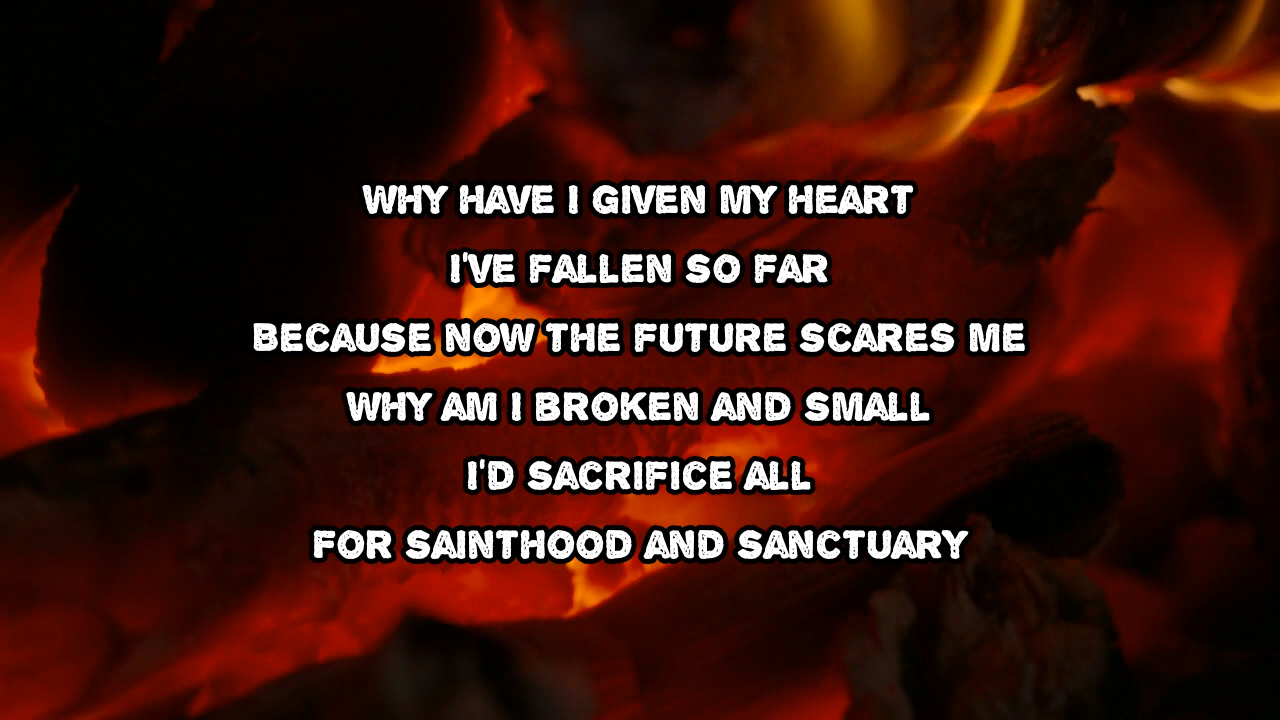 WHY HAVE I GIVEN MY HEART
I'VE FALLEN SO FAR
BECAUSE NOW THE FUTURE SCARES ME
WHY AM I BROKEN AND SMALL
I'D SACRIFICE ALL
FOR SAINTHOOD AND SANCTUARY